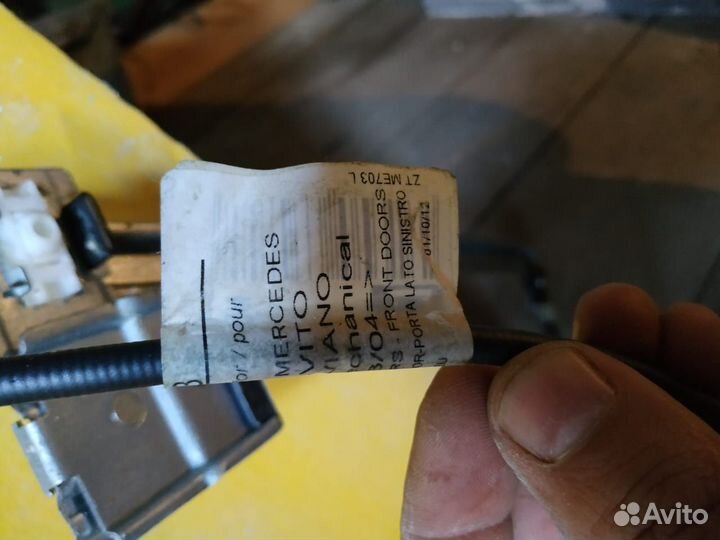 ZT ME703 L
or / pour
MERCEDES
VITO
VIANO
chanical
3/04=>
RS - FRONT DOORS
OR-PORTA LATO SINISTRO
01/10/12
Avito